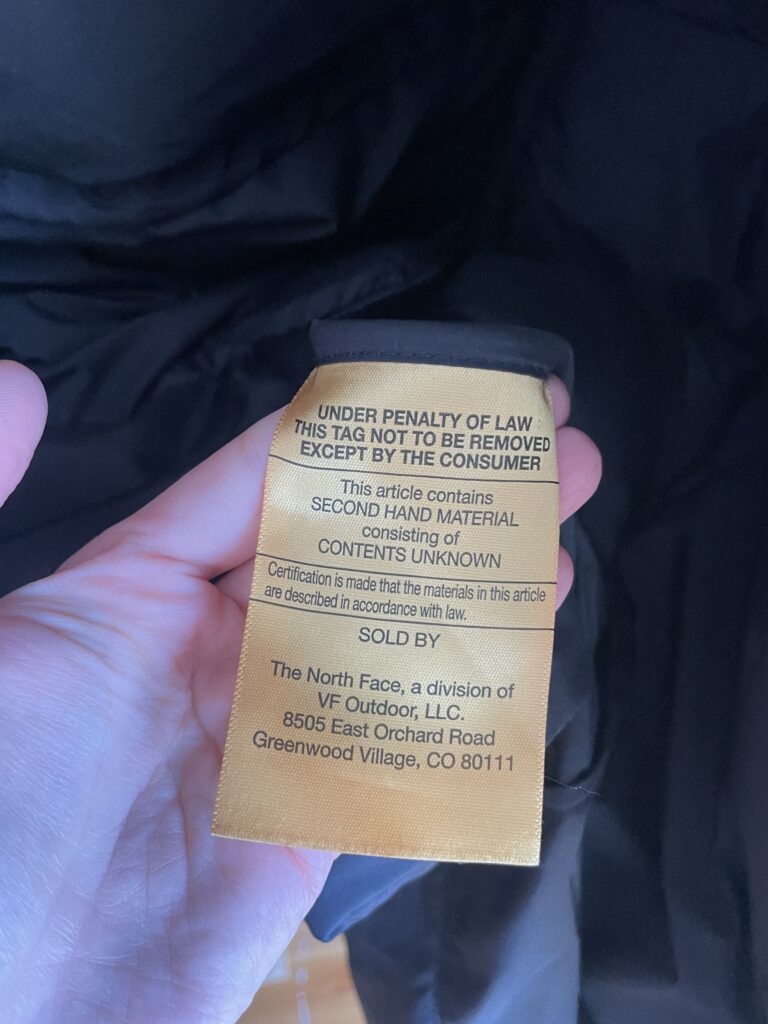 UNDER PENALTY OF LAW
THIS TAG NOT TO BE REMOVED
EXCEPT BY THE CONSUMER
This article contains
SECOND HAND MATERIAL
consisting of
CONTENTS UNKNOWN
Certification is made that the materials in this article
are described in accordance with law.
SOLD BY
The North Face, a division of
VF Outdoor, LLC.
8505 East Orchard Road
Greenwood Village, CO 80111